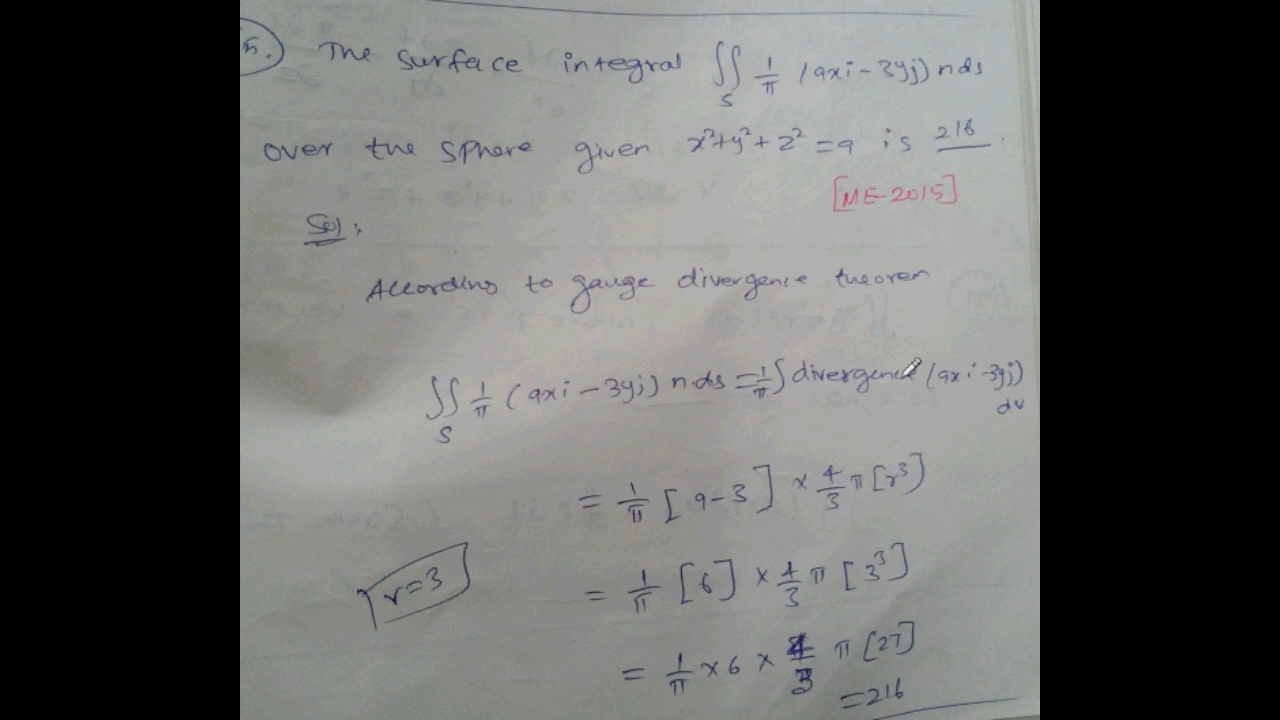 5.) The surface integral ∬S 1/π (9xi - 3yj) n ds
over the sphere given x²+y²+z² = 9 is 216.
[ME-2015]
Sol:
According to gauge divergence theorem
∬S 1/π (9xi - 3yj) n.ds = 1/π ∫ divergence (9xi - 3yj)
dv
= 1/π [9-3] × 4/3 π [r³]
r=3
= 1/π [6] × 4/3 π [3³]
= 1/π × 6 × 4/3 π [27]
= 216